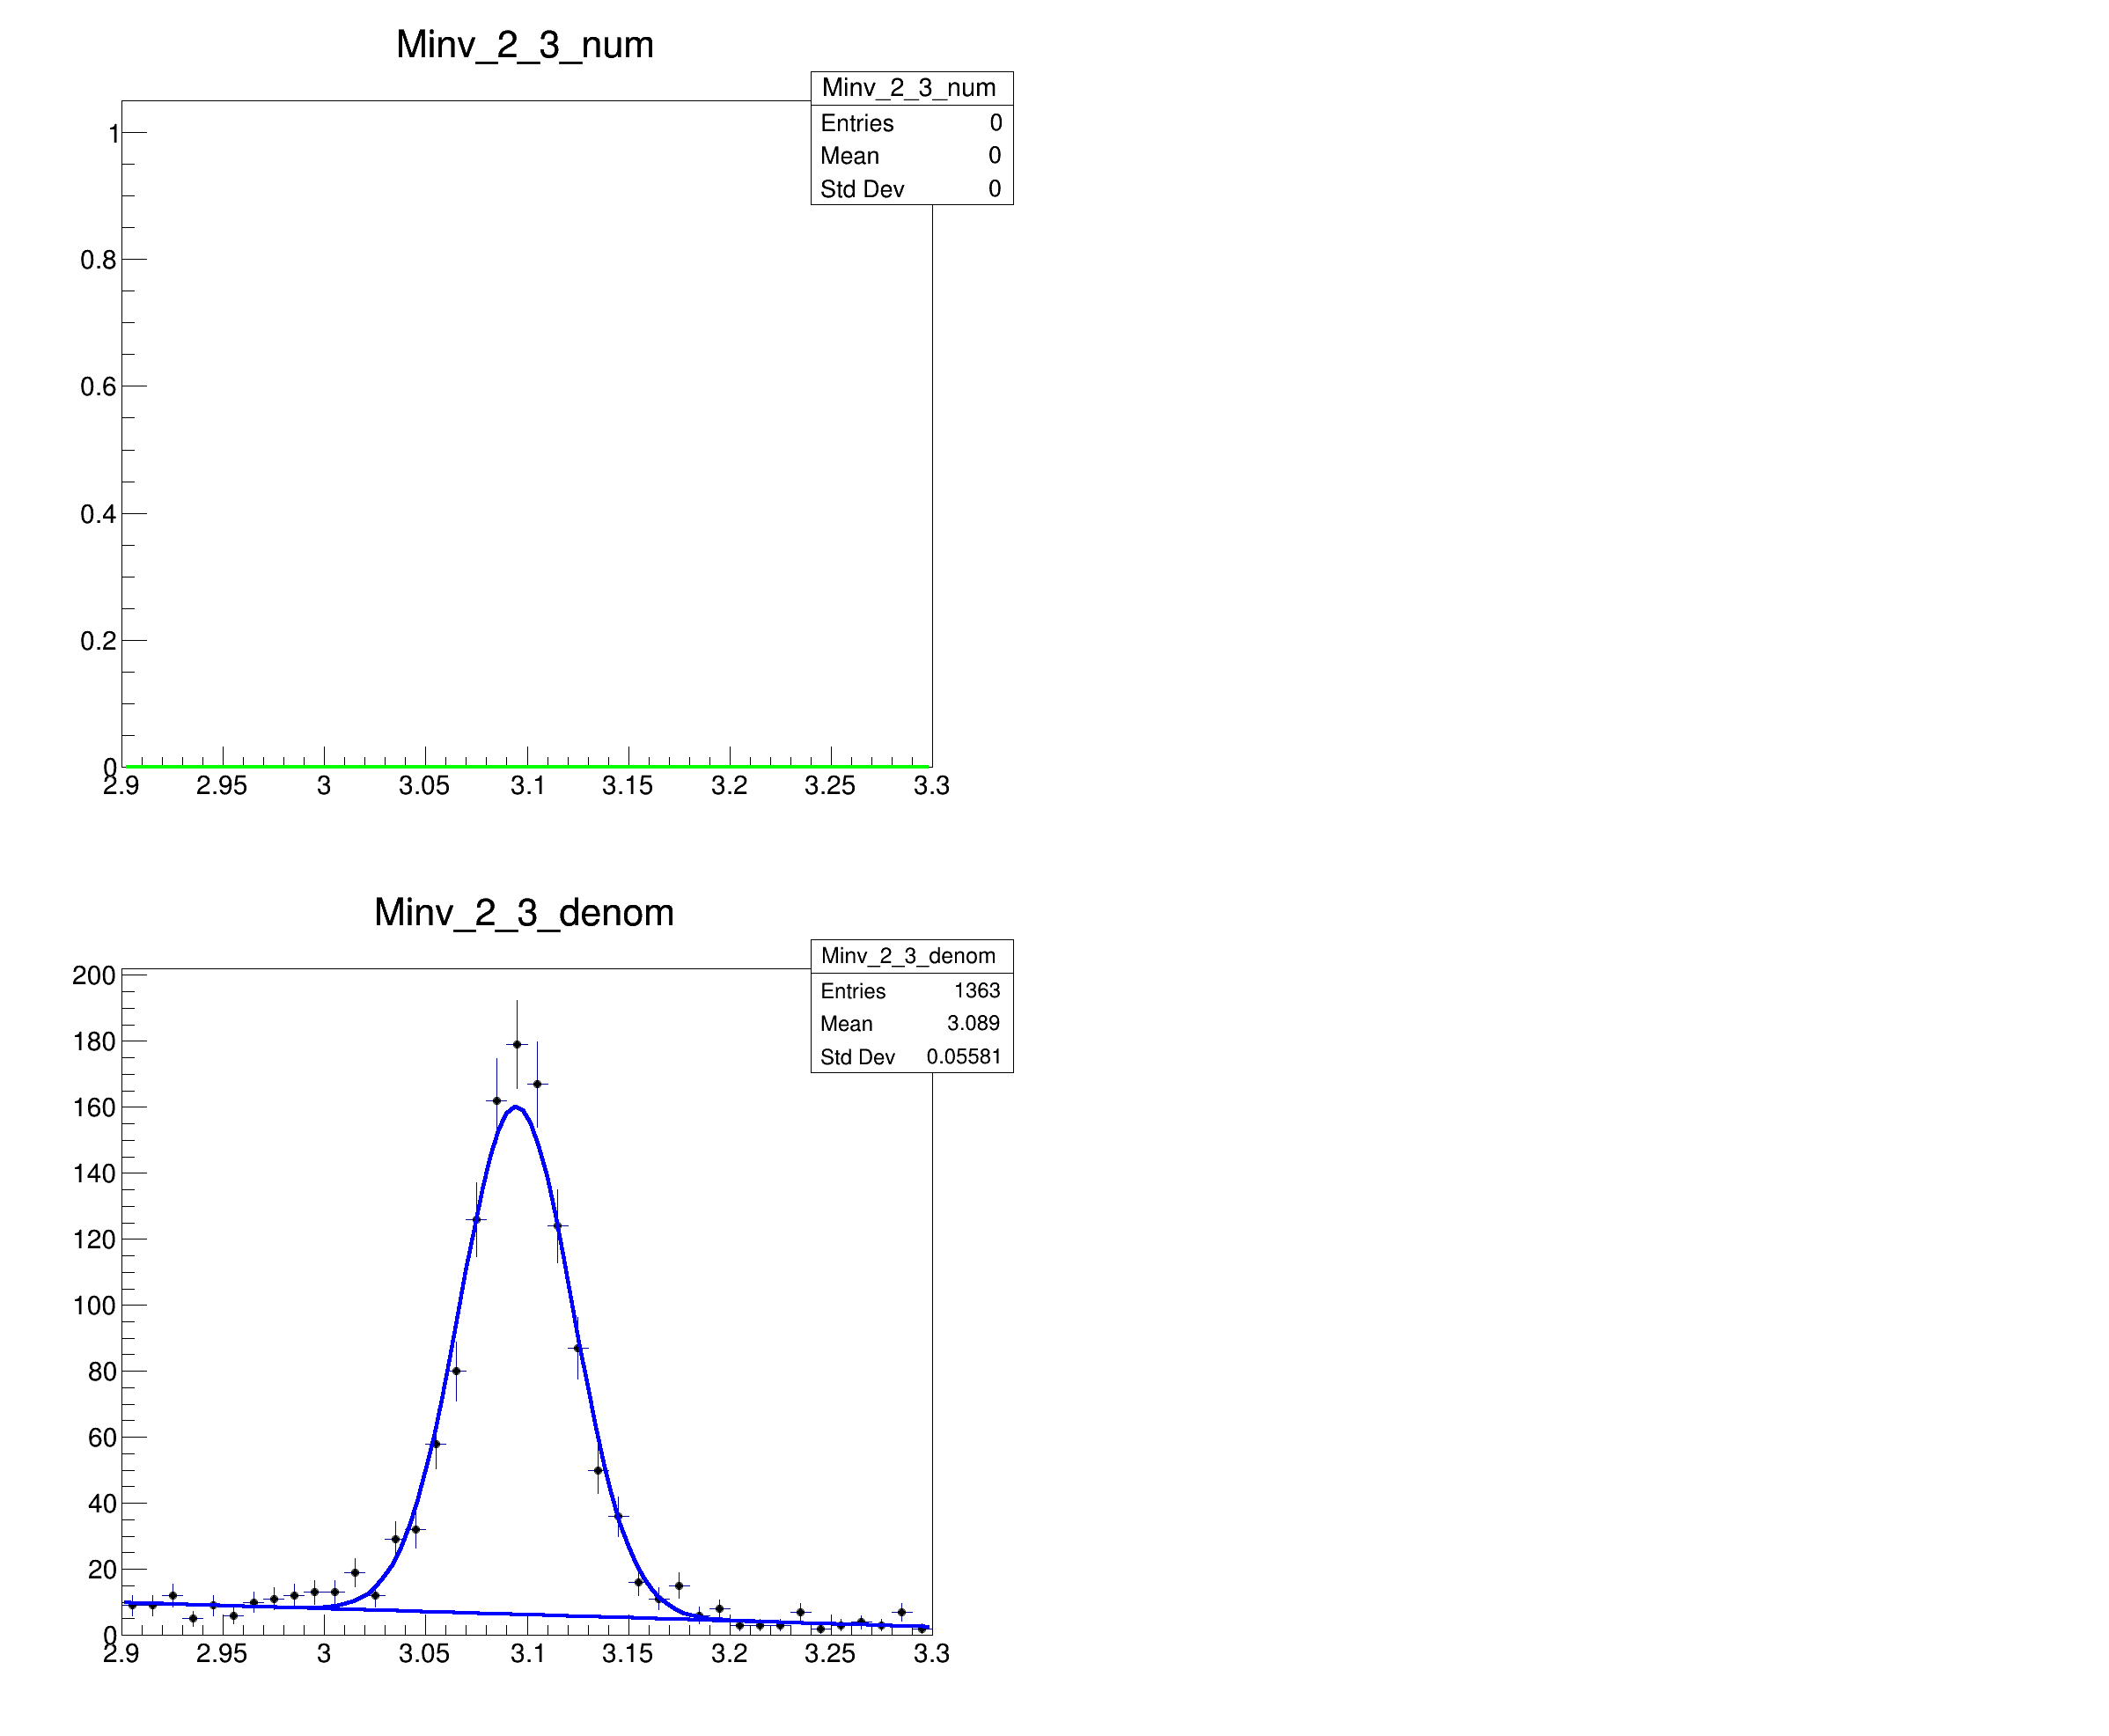 Minv_2_3_num
Minv_2_3_num
Entries 0
Mean 0
Std Dev 0
1
0.8
0.6
0.4
0.2
0
2.9 2.95 3 3.05 3.1 3.15 3.2 3.25 3.3
Minv_2_3_denom
Minv_2_3_denom
Entries 1363
Mean 3.089
Std Dev 0.05581
200
180
160
140
120
100
80
60
40
20
0
2.9 2.95 3 3.05 3.1 3.15 3.2 3.25 3.3